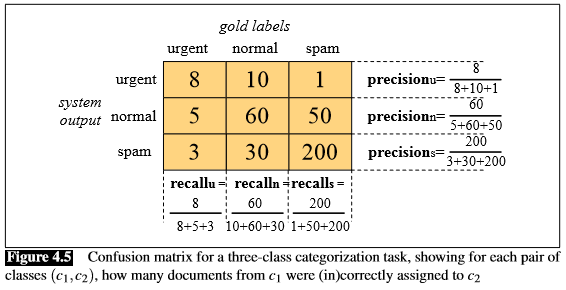 gold labels
urgent normal spam
urgent 8 10 1 precisionu= 8
8+10+1
system
output
normal 5 60 50 precisionn= 60
5+60+50
spam 3 30 200 precisions= 200
3+30+200
recallu = recalln = recalls =
8 60 200
8+5+3 10+60+30 1+50+200
Figure 4.5 Confusion matrix for a three-class categorization task, showing for each pair of
classes (c1,c2), how many documents from c1 were (in)correctly assigned to c2